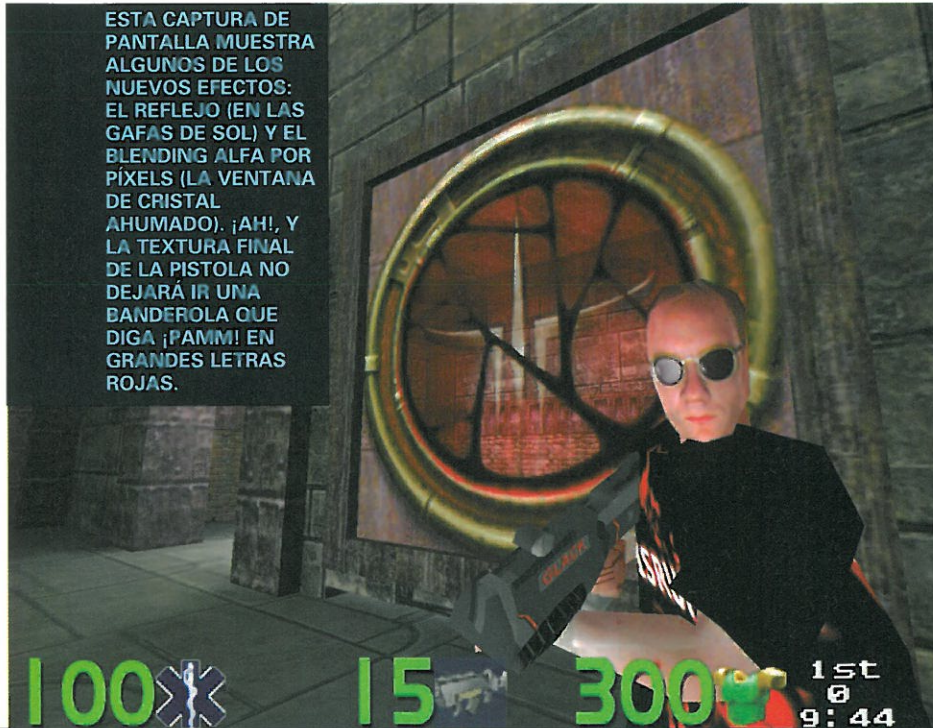 ESTA CAPTURA DE
PANTALLA MUESTRA
ALGUNOS DE LOS
NUEVOS EFECTOS:
EL REFLEJO (EN LAS
GAFAS DE SOL) Y EL
BLENDING ALFA POR
PÍXELS (LA VENTANA
DE CRISTAL
AHUMADO). ¡AH!, Y
LA TEXTURA FINAL
DE LA PISTOLA NO
DEJARÁ IR UNA
BANDEROLA QUE
DIGA ¡PAMM! EN
GRANDES LETRAS
ROJAS.
100 15 300 1st
0
9:44